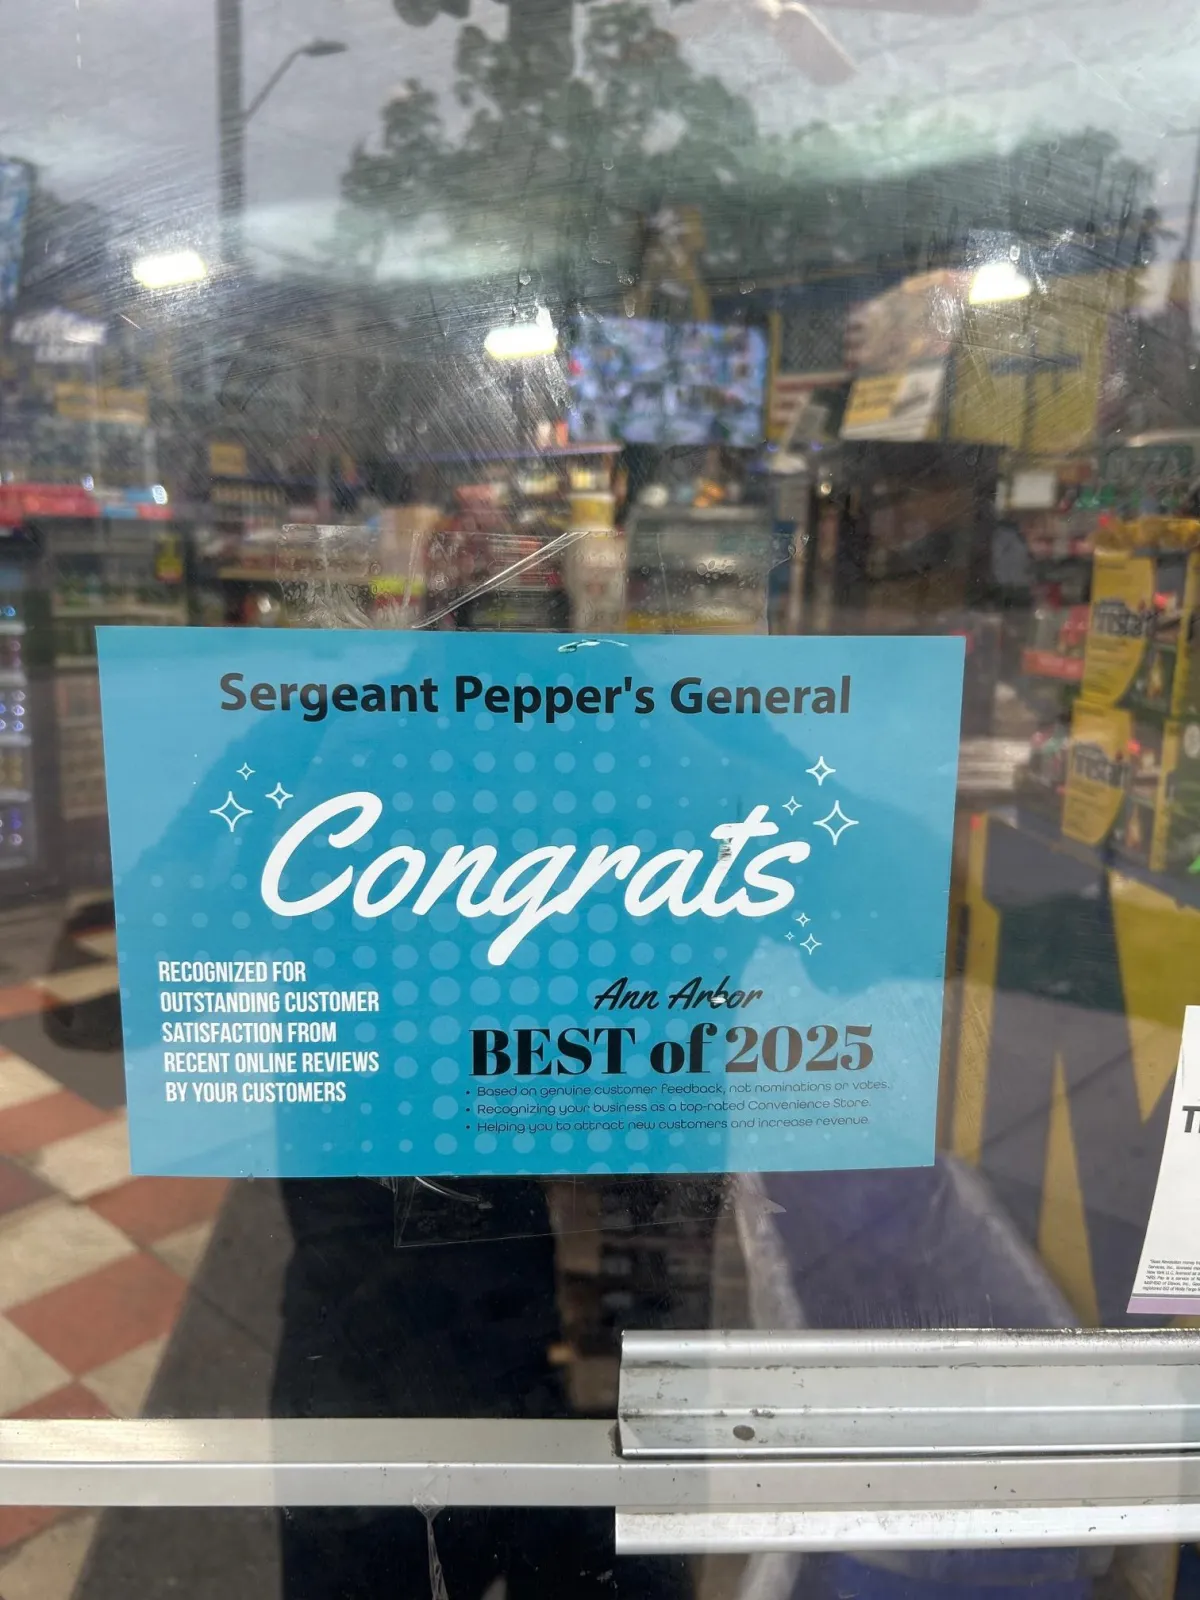 Sergeant Pepper's General
Congrats
RECOGNIZED FOR
OUTSTANDING CUSTOMER
SATISFACTION FROM
RECENT ONLINE REVIEWS
BY YOUR CUSTOMERS
Ann Arbor
BEST of 2025
• Based on genuine customer feedback, not nominations or votes.
• Recognizing your business as a top-rated Convenience Store.
• Helping you to attract new customers and increase revenue.